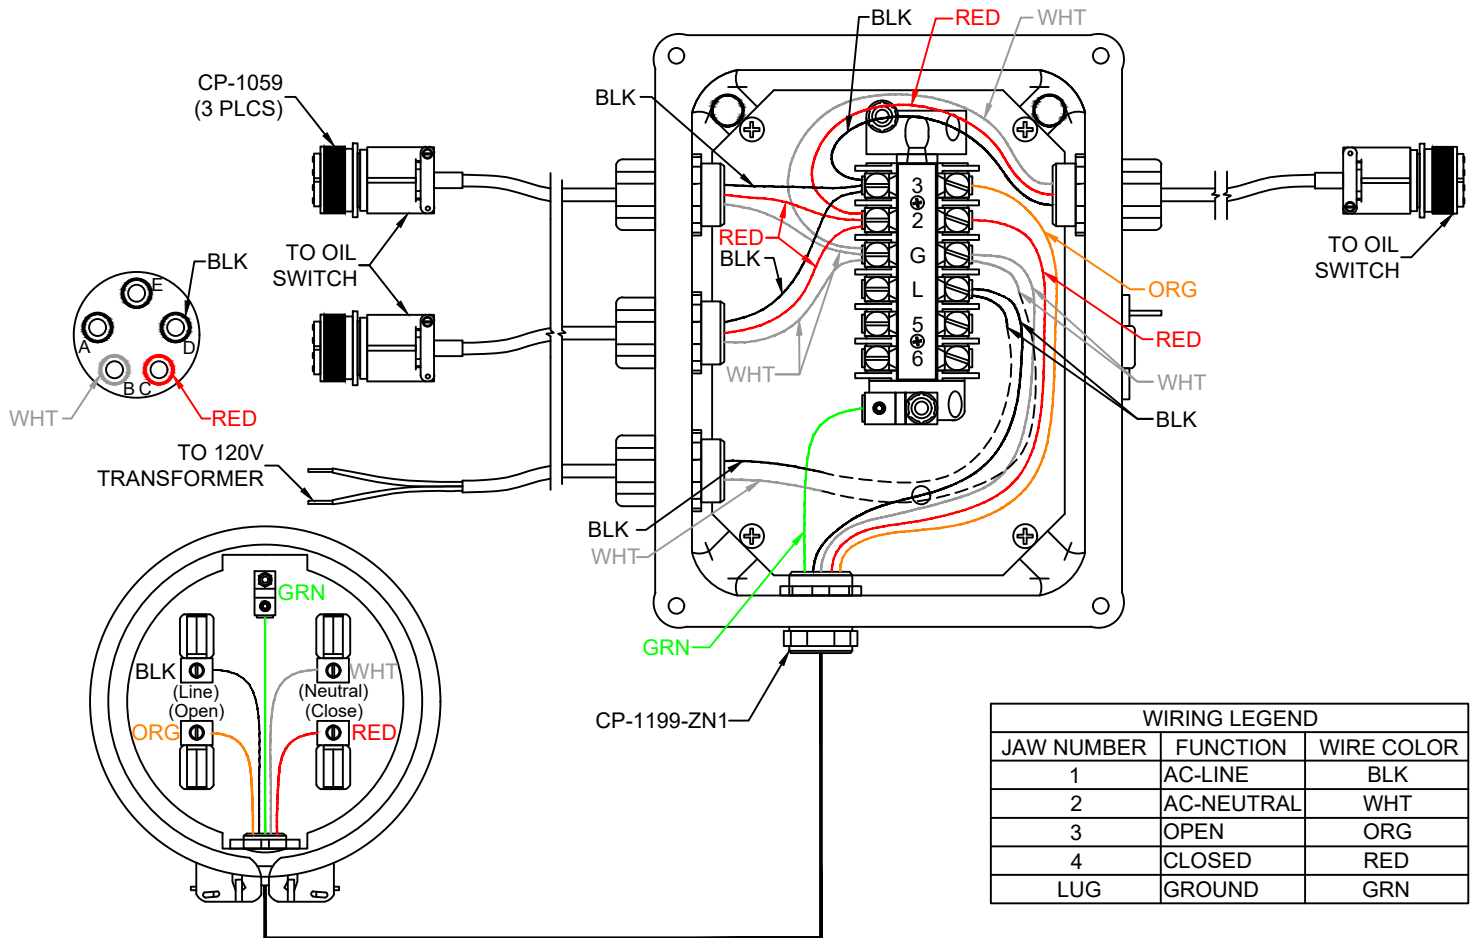 BLK
RED
WHT
CP-1059
(3 PLCS)
BLK
TO OIL
SWITCH
TO OIL
SWITCH
3
2
G
L
5
6
RED
BLK
WHT
ORG
RED
WHT
BLK
E
A
D
B
C
BLK
WHT
RED
TO 120V
TRANSFORMER
BLK
WHT
GRN
CP-1199-ZN1
GRN
BLK
WHT
(Line)
(Neutral)
(Open)
(Close)
ORG
RED
WIRING LEGEND
JAW NUMBER FUNCTION WIRE COLOR
1 AC-LINE BLK
2 AC-NEUTRAL WHT
3 OPEN ORG
4 CLOSED RED
LUG GROUND GRN